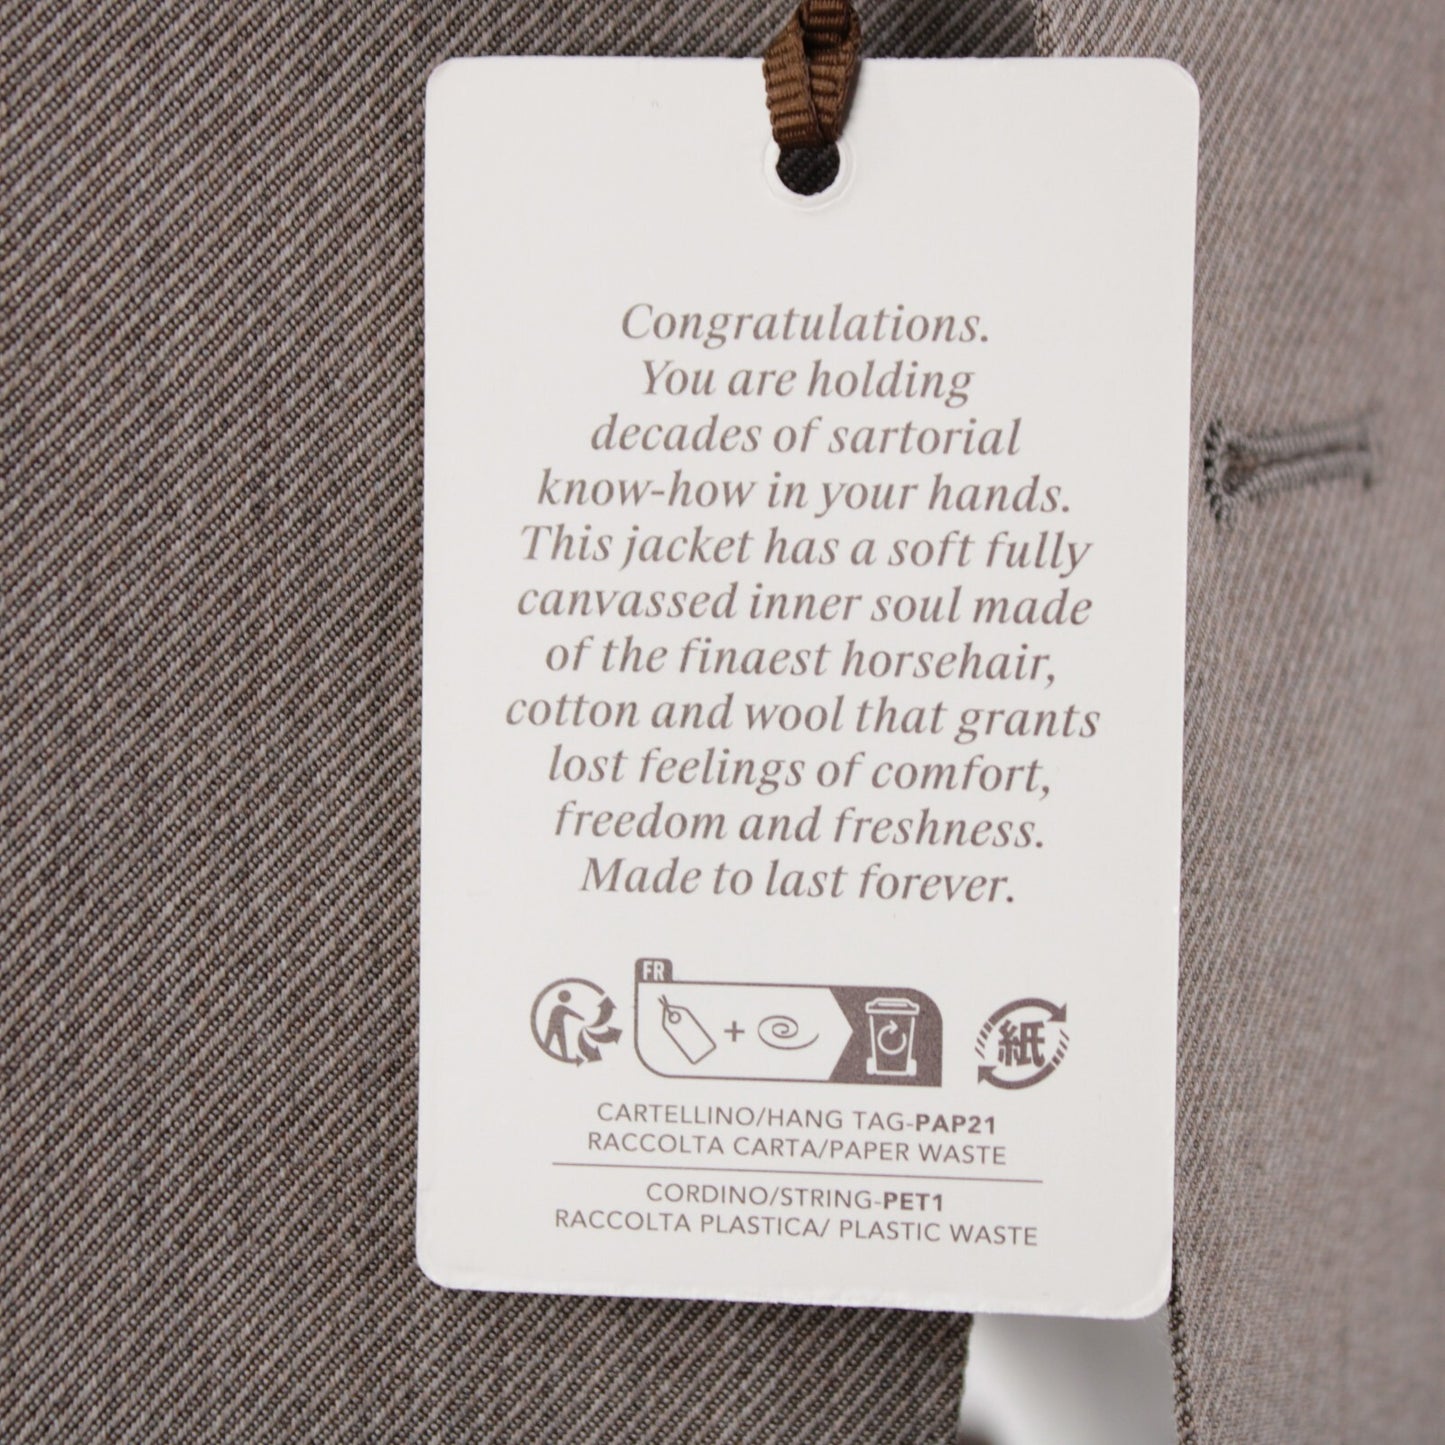 Congratulations.
You are holding
decades of sartorial
know-how in your hands.
This jacket has a soft fully
canvassed inner soul made
of the finaest horsehair,
cotton and wool that grants
lost feelings of comfort,
freedom and freshness.
Made to last forever.
FR
+
紙
CARTELLINO/HANG TAG-PAP21
RACCOLTA CARTA/PAPER WASTE
CORDINO/STRING-PET1
RACCOLTA PLASTICA/ PLASTIC WASTE